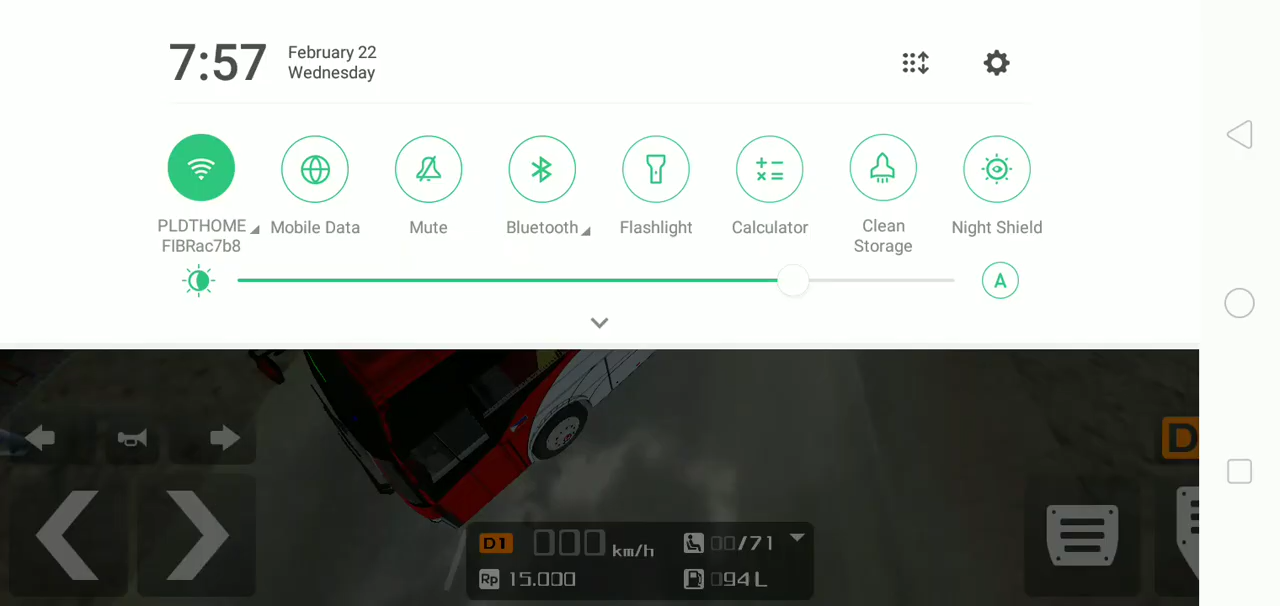 7:57
February 22
Wednesday
PLDTHOME
FIBRac7b8
Mobile Data
Mute
Bluetooth
Flashlight
Calculator
Clean
Storage
Night Shield
A
D
D1 000 km/h
00/71
Rp 15.000
094L